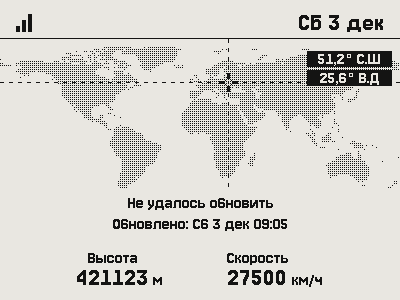 Сб 3 дек
51,2° С.Ш
25,6° В.Д
Не удалось обновить
Обновлено: Сб 3 дек 09:05
Высота Скорость
421123 м 27500 км/ч